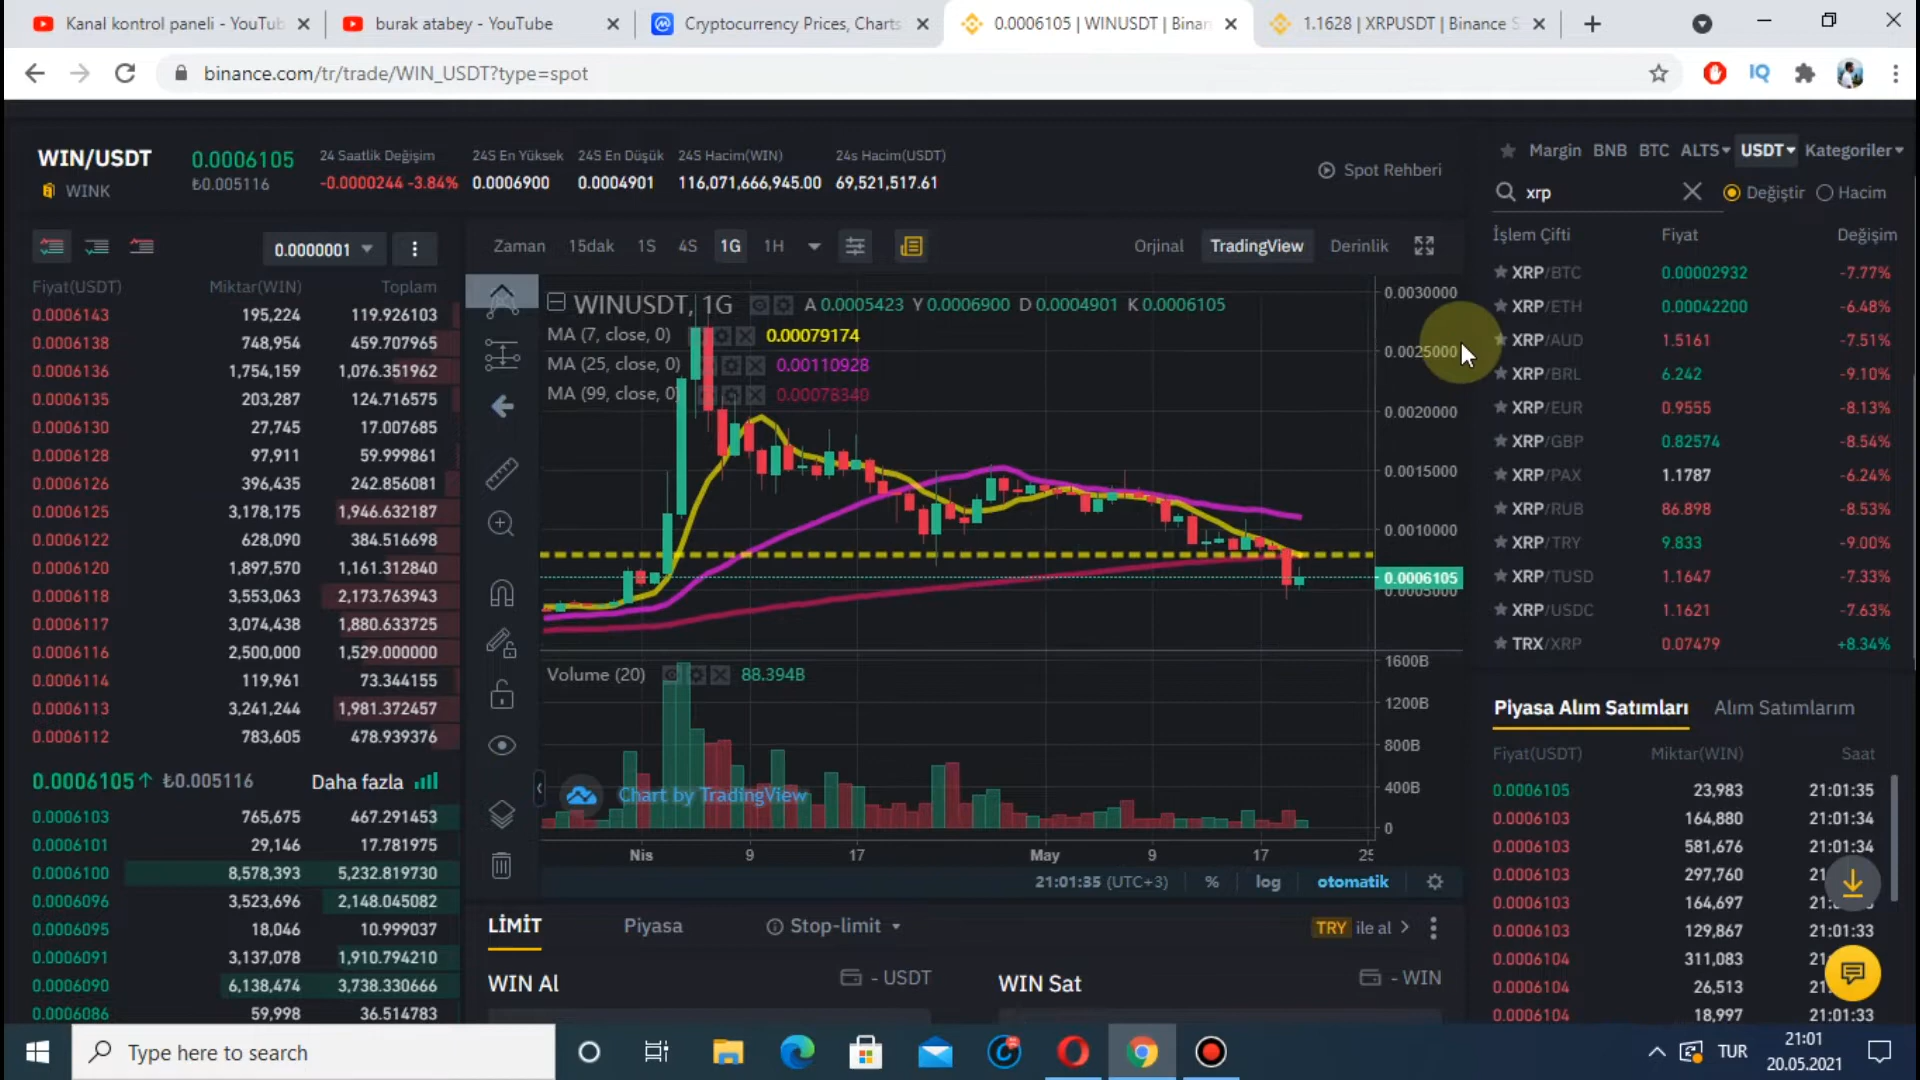 Kanal kontrol paneli - YouTub
burak atabey - YouTube
Cryptocurrency Prices, Charts
0.0006105 | WINUSDT | Binan
1.1628 | XRPUSDT | Binance S
binance.com/tr/trade/WIN_USDT?type=spot
IQ
WIN/USDT
WINK
0.0006105
₺0.005116
24 Saatlik Değişim
-0.0000244 -3.84%
24S En Yüksek
0.0006900
24S En Düşük
0.0004901
24S Hacim(WIN)
116,071,666,945.00
24s Hacim(USDT)
69,521,517.61
Spot Rehberi
0.0000001
Fiyat(USDT) Miktar(WIN) Toplam
0.0006143 195,224 119.926103
0.0006138 748,954 459.707965
0.0006136 1,754,159 1,076.351962
0.0006135 203,287 124.716575
0.0006130 27,745 17.007685
0.0006128 97,911 59.999861
0.0006126 396,435 242.856081
0.0006125 3,178,175 1,946.632187
0.0006122 628,090 384.516698
0.0006120 1,897,570 1,161.312840
0.0006118 3,553,063 2,173.763943
0.0006117 3,074,438 1,880.633725
0.0006116 2,500,000 1,529.000000
0.0006114 119,961 73.344155
0.0006113 3,241,244 1,981.372457
0.0006112 783,605 478.939376
0.0006105↑ ₺0.005116 Daha fazla
0.0006103 765,675 467.291453
0.0006101 29,146 17.781975
0.0006100 8,578,393 5,232.819730
0.0006096 3,523,696 2,148.045082
0.0006095 18,046 10.999037
0.0006091 3,137,078 1,910.794210
0.0006090 6,138,474 3,738.330666
0.0006086 59,998 36.514783
Zaman 15dak 1S 4S 1G 1H
Orjinal TradingView Derinlik
WINUSDT, 1G A 0.0005423 Y 0.0006900 D 0.0004901 K 0.0006105
MA (7, close, 0) 0.00079174
MA (25, close, 0) 0.00110928
MA (99, close, 0) 0.00078340
0.0030000
0.0025000
0.0020000
0.0015000
0.0010000
0.0006105
0.0005000
Volume (20) 88.394B
1600B
1200B
800B
400B
0
Chart by TradingView
Nis 9 17 May 9 17 25
21:01:35 (UTC+3) % log otomatik
LİMİT Piyasa Stop-limit
TRY ile al
WIN Al - USDT
WIN Sat - WIN
Margin BNB BTC ALTS USDT Kategoriler
xrp
Değiştir Hacim
İşlem Çifti Fiyat Değişim
XRP/BTC 0.00002932 -7.77%
XRP/ETH 0.00042200 -6.48%
XRP/AUD 1.5161 -7.51%
XRP/BRL 6.242 -9.10%
XRP/EUR 0.9555 -8.13%
XRP/GBP 0.82574 -8.54%
XRP/PAX 1.1787 -6.24%
XRP/RUB 86.898 -8.53%
XRP/TRY 9.833 -9.00%
XRP/TUSD 1.1647 -7.33%
XRP/USDC 1.1621 -7.63%
TRX/XRP 0.07479 +8.34%
Piyasa Alım Satımları Alım Satımlarım
Fiyat(USDT) Miktar(WIN) Saat
0.0006105 23,983 21:01:35
0.0006103 164,880 21:01:34
0.0006103 581,676 21:01:34
0.0006103 297,760 21
0.0006103 164,697 21:01:33
0.0006103 129,867 21:01:33
0.0006104 311,083 21
0.0006104 26,513 21
0.0006104 18,997 21:01:33
Type here to search
TUR
21:01
20.05.2021